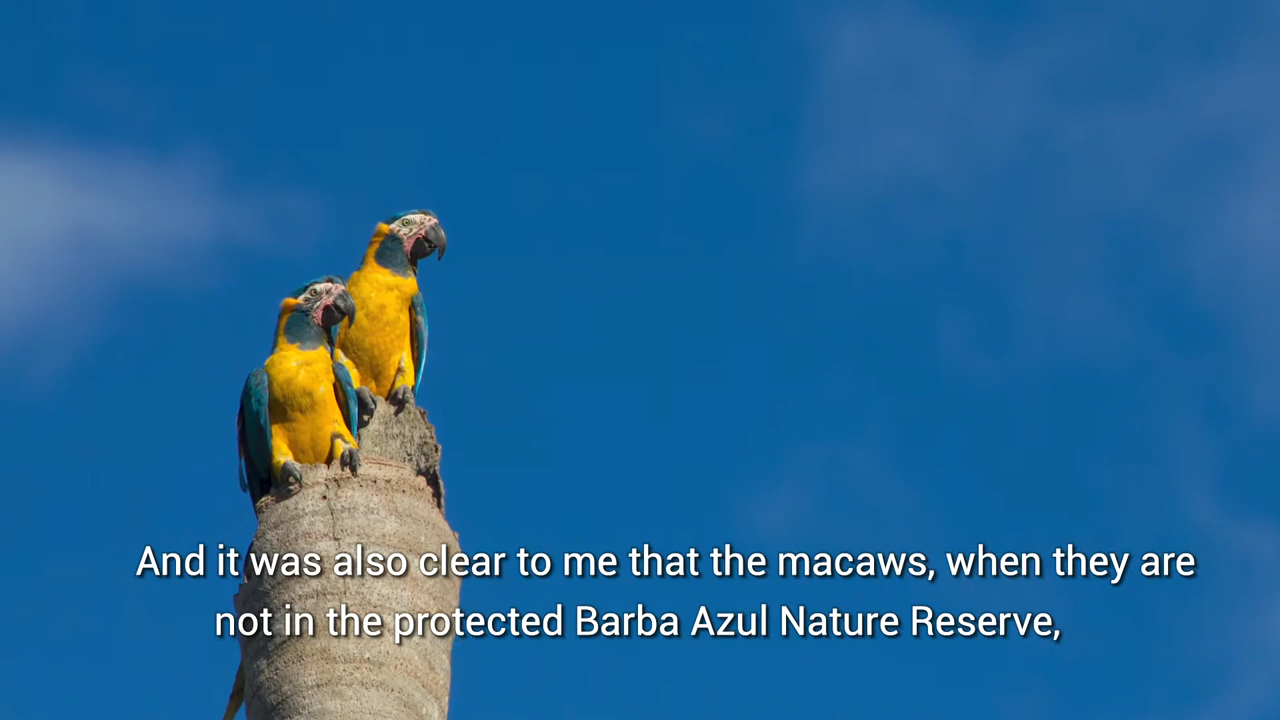 And it was also clear to me that the macaws, when they are
not in the protected Barba Azul Nature Reserve,